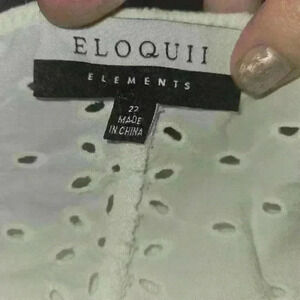 ELOQUII
ELEMENTS
22
MADE
IN CHINA